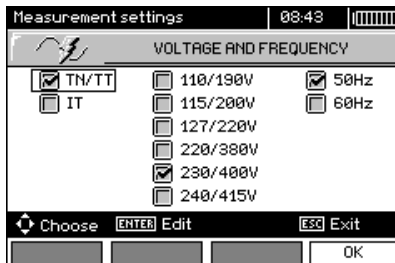 Measurement settings 08:43
VOLTAGE AND FREQUENCY
TN/TT 110/190V 50Hz
IT 115/200V 60Hz
127/220V
220/380V
230/400V
240/415V
Choose ENTER Edit ESC Exit
OK